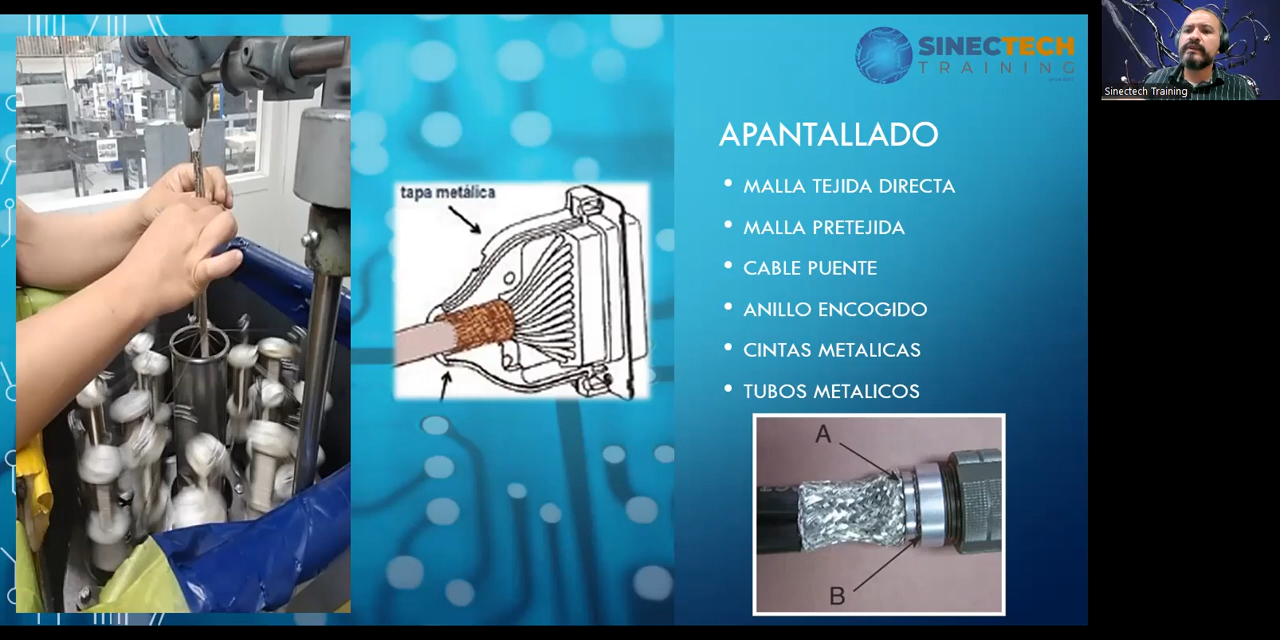 SINECTECH
TRAINING
Sinectech Training
APANTALLADO
• MALLA TEJIDA DIRECTA
• MALLA PRETEJIDA
• CABLE PUENTE
• ANILLO ENCOGIDO
• CINTAS METALICAS
• TUBOS METALICOS
tapa metálica
A
B